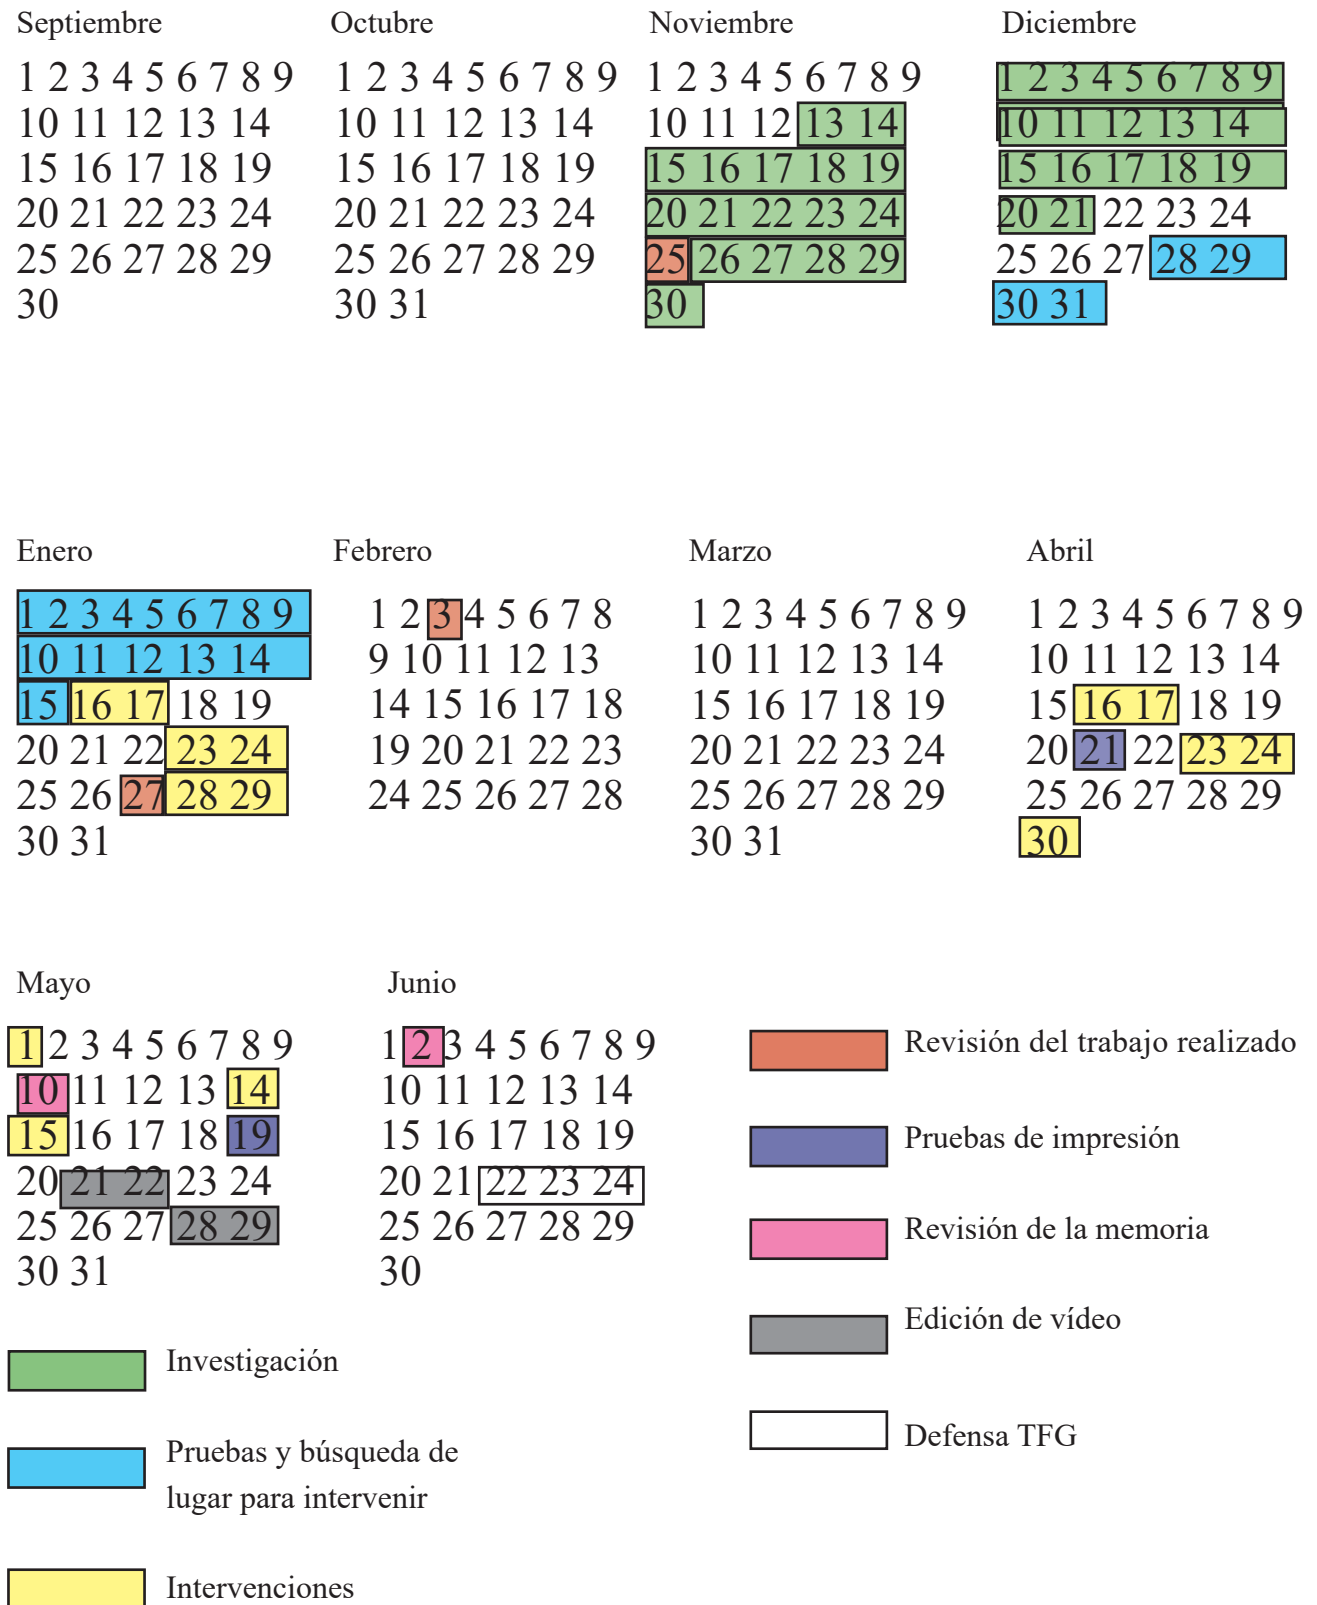 Septiembre
1 2 3 4 5 6 7 8 9
10 11 12 13 14
15 16 17 18 19
20 21 22 23 24
25 26 27 28 29
30
Octubre
1 2 3 4 5 6 7 8 9
10 11 12 13 14
15 16 17 18 19
20 21 22 23 24
25 26 27 28 29
30 31
Noviembre
1 2 3 4 5 6 7 8 9
10 11 12 13 14
15 16 17 18 19
20 21 22 23 24
25 26 27 28 29
30
Diciembre
1 2 3 4 5 6 7 8 9
10 11 12 13 14
15 16 17 18 19
20 21 22 23 24
25 26 27 28 29
30 31
Enero
1 2 3 4 5 6 7 8 9
10 11 12 13 14
15 16 17 18 19
20 21 22 23 24
25 26 27 28 29
30 31
Febrero
1 2 3 4 5 6 7 8
9 10 11 12 13
14 15 16 17 18
19 20 21 22 23
24 25 26 27 28
Marzo
1 2 3 4 5 6 7 8 9
10 11 12 13 14
15 16 17 18 19
20 21 22 23 24
25 26 27 28 29
30 31
Abril
1 2 3 4 5 6 7 8 9
10 11 12 13 14
15 16 17 18 19
20 21 22 23 24
25 26 27 28 29
30
Mayo
1 2 3 4 5 6 7 8 9
10 11 12 13 14
15 16 17 18 19
20 21 22 23 24
25 26 27 28 29
30 31
Junio
1 2 3 4 5 6 7 8 9
10 11 12 13 14
15 16 17 18 19
20 21 22 23 24
25 26 27 28 29
30
Investigación
Pruebas y búsqueda de
lugar para intervenir
Intervenciones
Revisión del trabajo realizado
Pruebas de impresión
Revisión de la memoria
Edición de vídeo
Defensa TFG